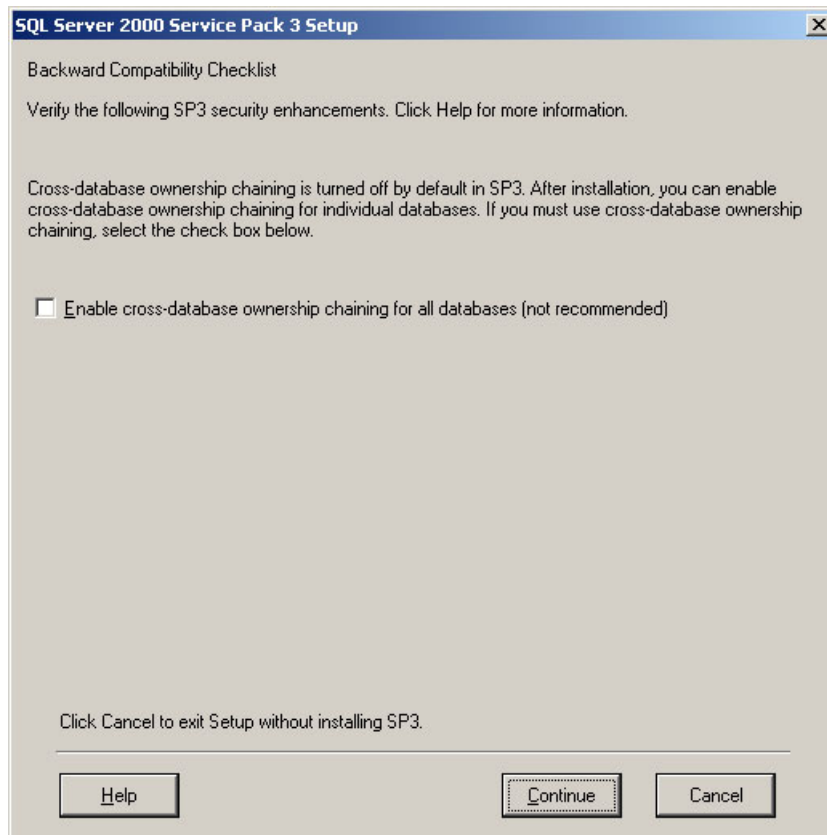 SQL Server 2000 Service Pack 3 Setup
Backward Compatibility Checklist
Verify the following SP3 security enhancements. Click Help for more information.
Cross-database ownership chaining is turned off by default in SP3. After installation, you can enable
cross-database ownership chaining for individual databases. If you must use cross-database ownership
chaining, select the check box below.
Enable cross-database ownership chaining for all databases (not recommended)
Click Cancel to exit Setup without installing SP3.
Help
Continue
Cancel